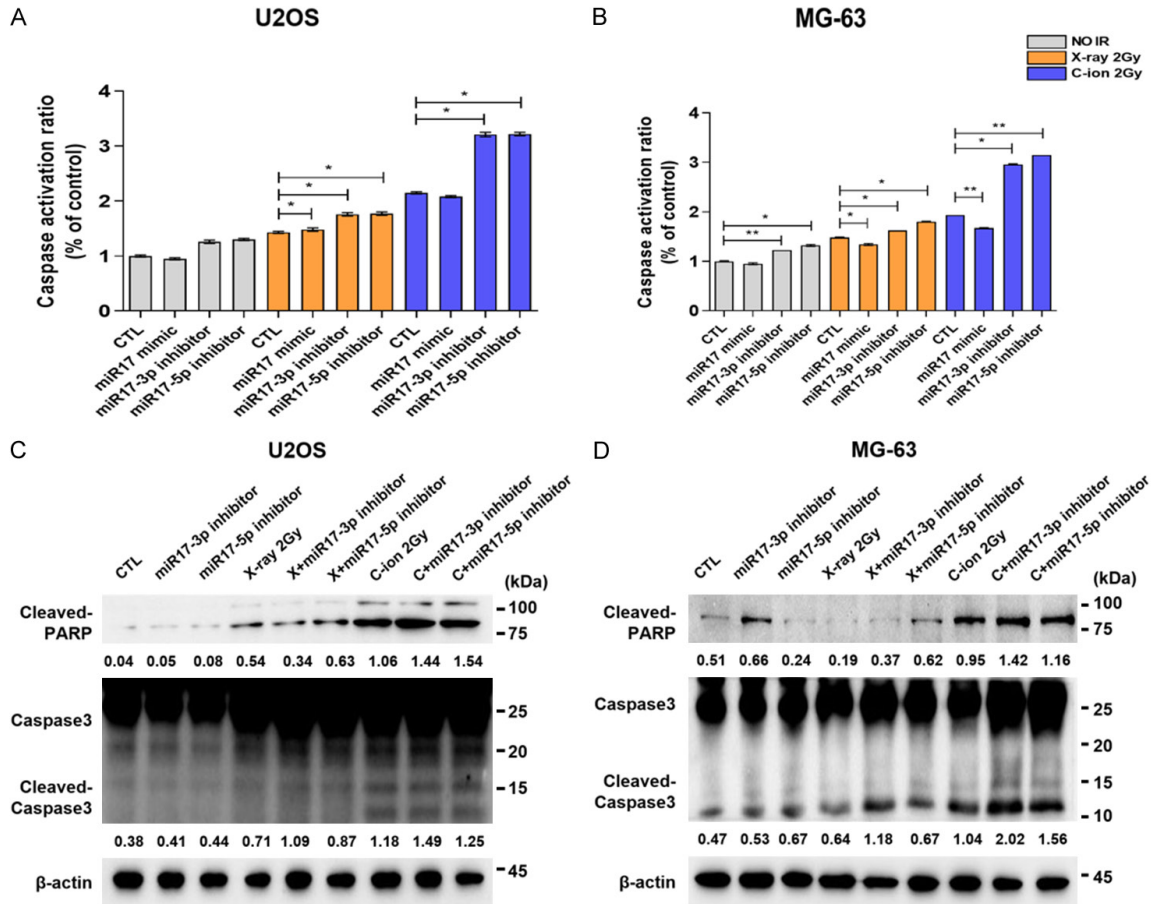 A
U2OS
B
MG-63
NO IR
X-ray 2Gy
C-ion 2Gy
Caspase activation ratio
(% of control)
4
3
2
1
0
* * * * *
CTL
miR17 mimic
miR17-3p inhibitor
miR17-5p inhibitor
CTL
miR17 mimic
miR17-3p inhibitor
miR17-5p inhibitor
CTL
miR17 mimic
miR17-3p inhibitor
miR17-5p inhibitor
Caspase activation ratio
(% of control)
4
3
2
1
0
** * * * * ** * **
CTL
miR17 mimic
miR17-3p inhibitor
miR17-5p inhibitor
CTL
miR17 mimic
miR17-3p inhibitor
miR17-5p inhibitor
CTL
miR17 mimic
miR17-3p inhibitor
miR17-5p inhibitor
C
U2OS
CTL
miR17-3p inhibitor
miR17-5p inhibitor
X-ray 2Gy
X+miR17-3p inhibitor
X+miR17-5p inhibitor
C-ion 2Gy
C+miR17-3p inhibitor
C+miR17-5p inhibitor
(kDa)
Cleaved-
PARP
100
75
0.04 0.05 0.08 0.54 0.34 0.63 1.06 1.44 1.54
Caspase3
25
20
Cleaved-
Caspase3
15
0.38 0.41 0.44 0.71 1.09 0.87 1.18 1.49 1.25
β-actin
45
D
MG-63
CTL
miR17-3p inhibitor
miR17-5p inhibitor
X-ray 2Gy
X+miR17-3p inhibitor
X+miR17-5p inhibitor
C-ion 2Gy
C+miR17-3p inhibitor
C+miR17-5p inhibitor
(kDa)
Cleaved-
PARP
100
75
0.51 0.66 0.24 0.19 0.37 0.62 0.95 1.42 1.16
Caspase3
25
20
Cleaved-
Caspase3
15
10
0.47 0.53 0.67 0.64 1.18 0.67 1.04 2.02 1.56
β-actin
45